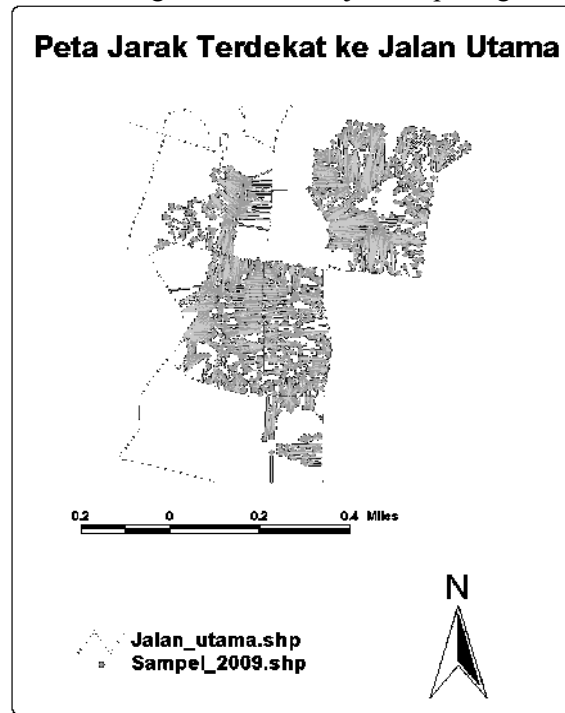 Peta Jarak Terdekat ke Jalan Utama
0.2 0 0.2 0.4 Miles
N
Jalan_utama.shp
Sampel_2009.shp